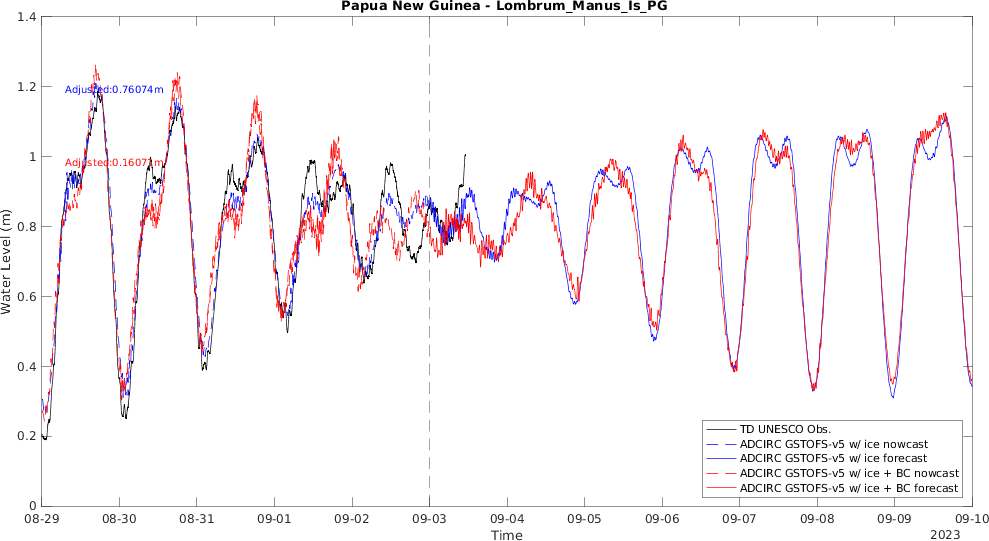 Papua New Guinea - Lombrum_Manus_Is_PG
Water Level (m)
1.4
1.2
1
0.8
0.6
0.4
0.2
0
Adjusted:0.76074m
Adjusted:0.16071m
TD UNESCO Obs.
ADCIRC GSTOFS-v5 w/ ice nowcast
ADCIRC GSTOFS-v5 w/ ice forecast
ADCIRC GSTOFS-v5 w/ ice + BC nowcast
ADCIRC GSTOFS-v5 w/ ice + BC forecast
08-29 08-30 08-31 09-01 09-02 09-03 09-04 09-05 09-06 09-07 09-08 09-09 09-10
Time
2023